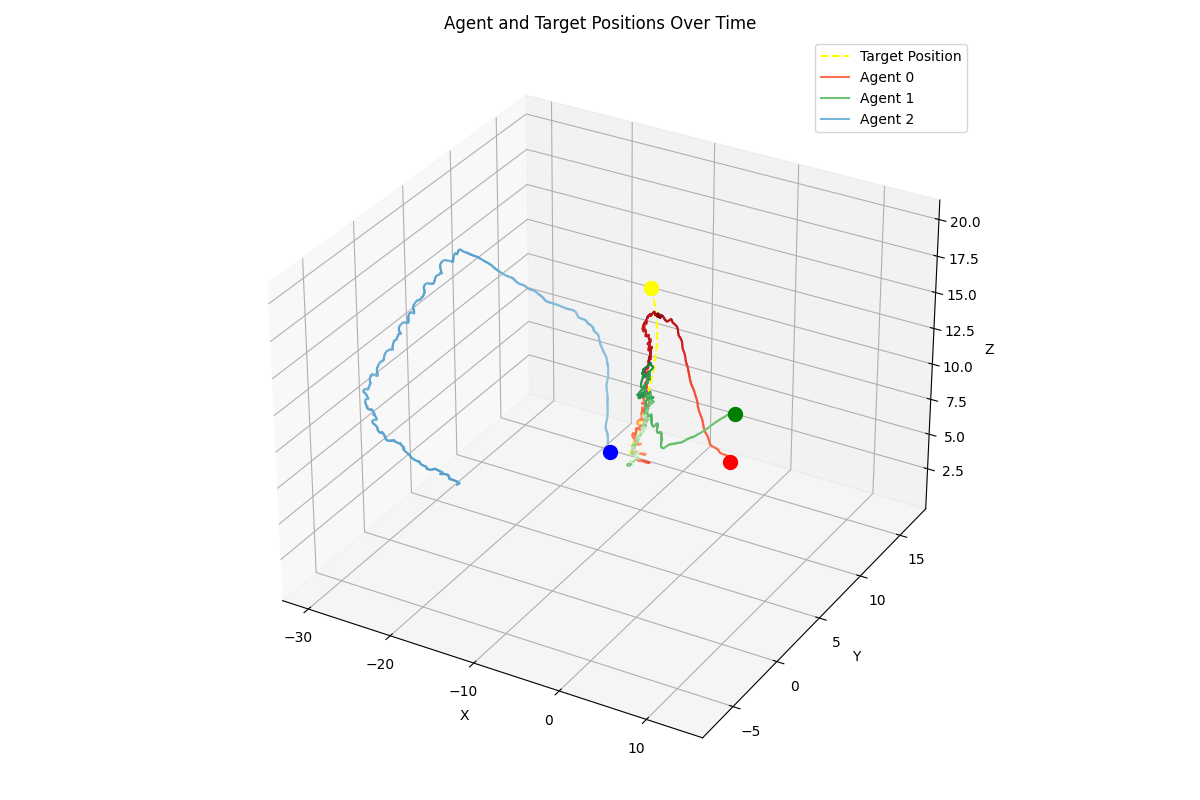 Agent and Target Positions Over Time
Target Position
Agent 0
Agent 1
Agent 2
20.0
17.5
15.0
12.5
10.0
7.5
5.0
2.5
Z
15
10
5
0
−5
Y
−30
−20
−10
0
10
X